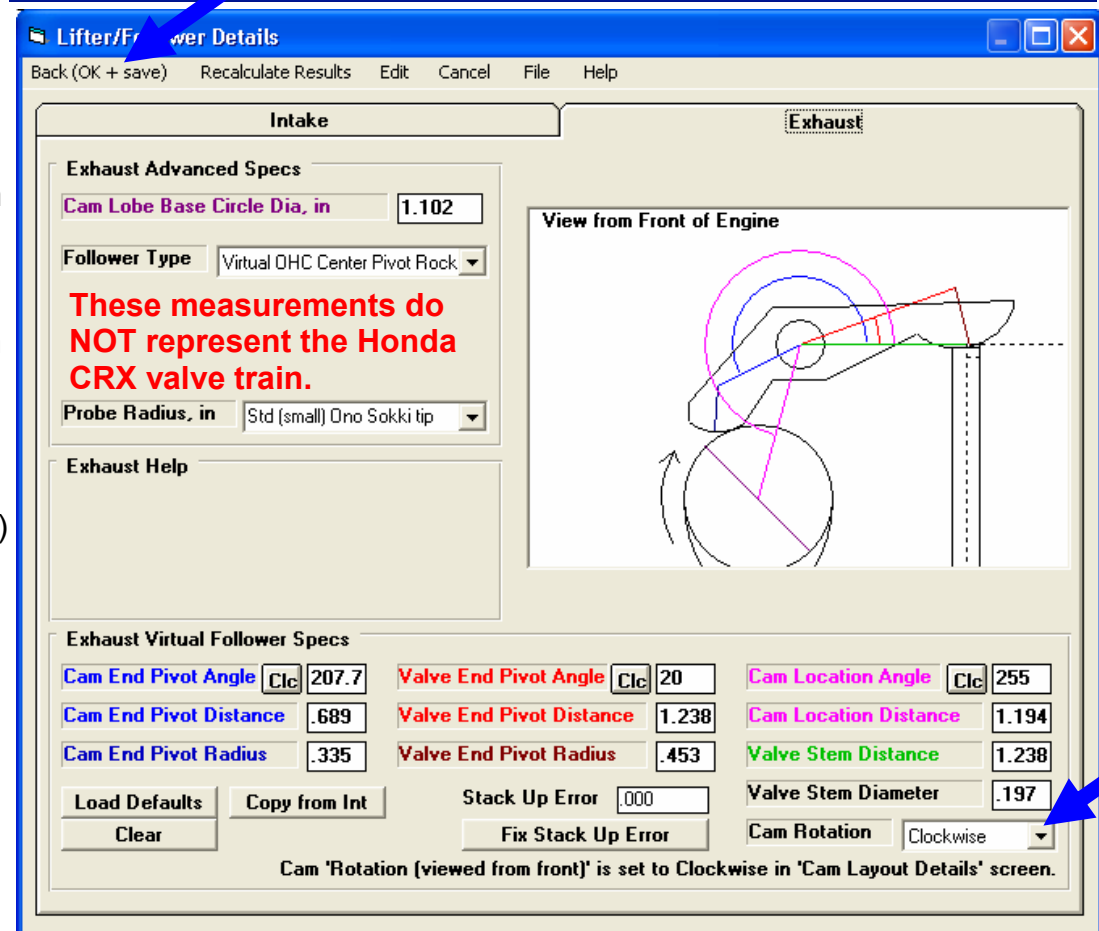 Lifter/Follower Details
Back (OK + save) Recalculate Results Edit Cancel File Help
Intake Exhaust
Exhaust Advanced Specs
Cam Lobe Base Circle Dia, in 1.102
Follower Type Virtual OHC Center Pivot Rock
These measurements do
NOT represent the Honda
CRX valve train.
Probe Radius, in Std (small) Ono Sokki tip
Exhaust Help
View from Front of Engine
Exhaust Virtual Follower Specs
Cam End Pivot Angle Clc 207.7 Valve End Pivot Angle Clc 20 Cam Location Angle Clc 255
Cam End Pivot Distance .689 Valve End Pivot Distance 1.238 Cam Location Distance 1.194
Cam End Pivot Radius .335 Valve End Pivot Radius .453 Valve Stem Distance 1.238
Load Defaults Copy from Int Stack Up Error .000 Valve Stem Diameter .197
Clear Fix Stack Up Error Cam Rotation Clockwise
Cam 'Rotation (viewed from front)' is set to Clockwise in 'Cam Layout Details' screen.